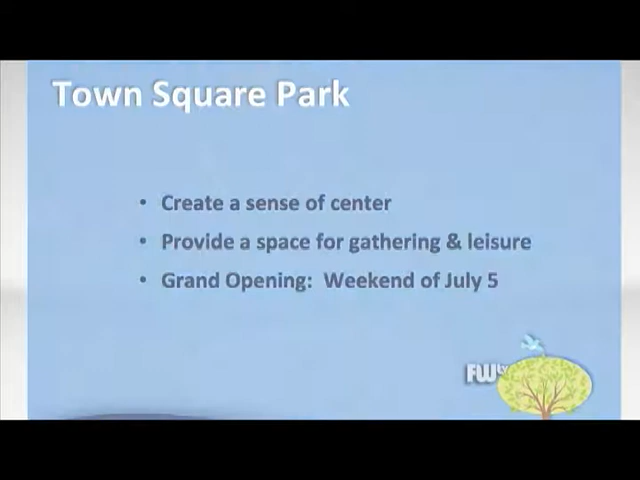 Town Square Park
• Create a sense of center
• Provide a space for gathering & leisure
• Grand Opening: Weekend of July 5